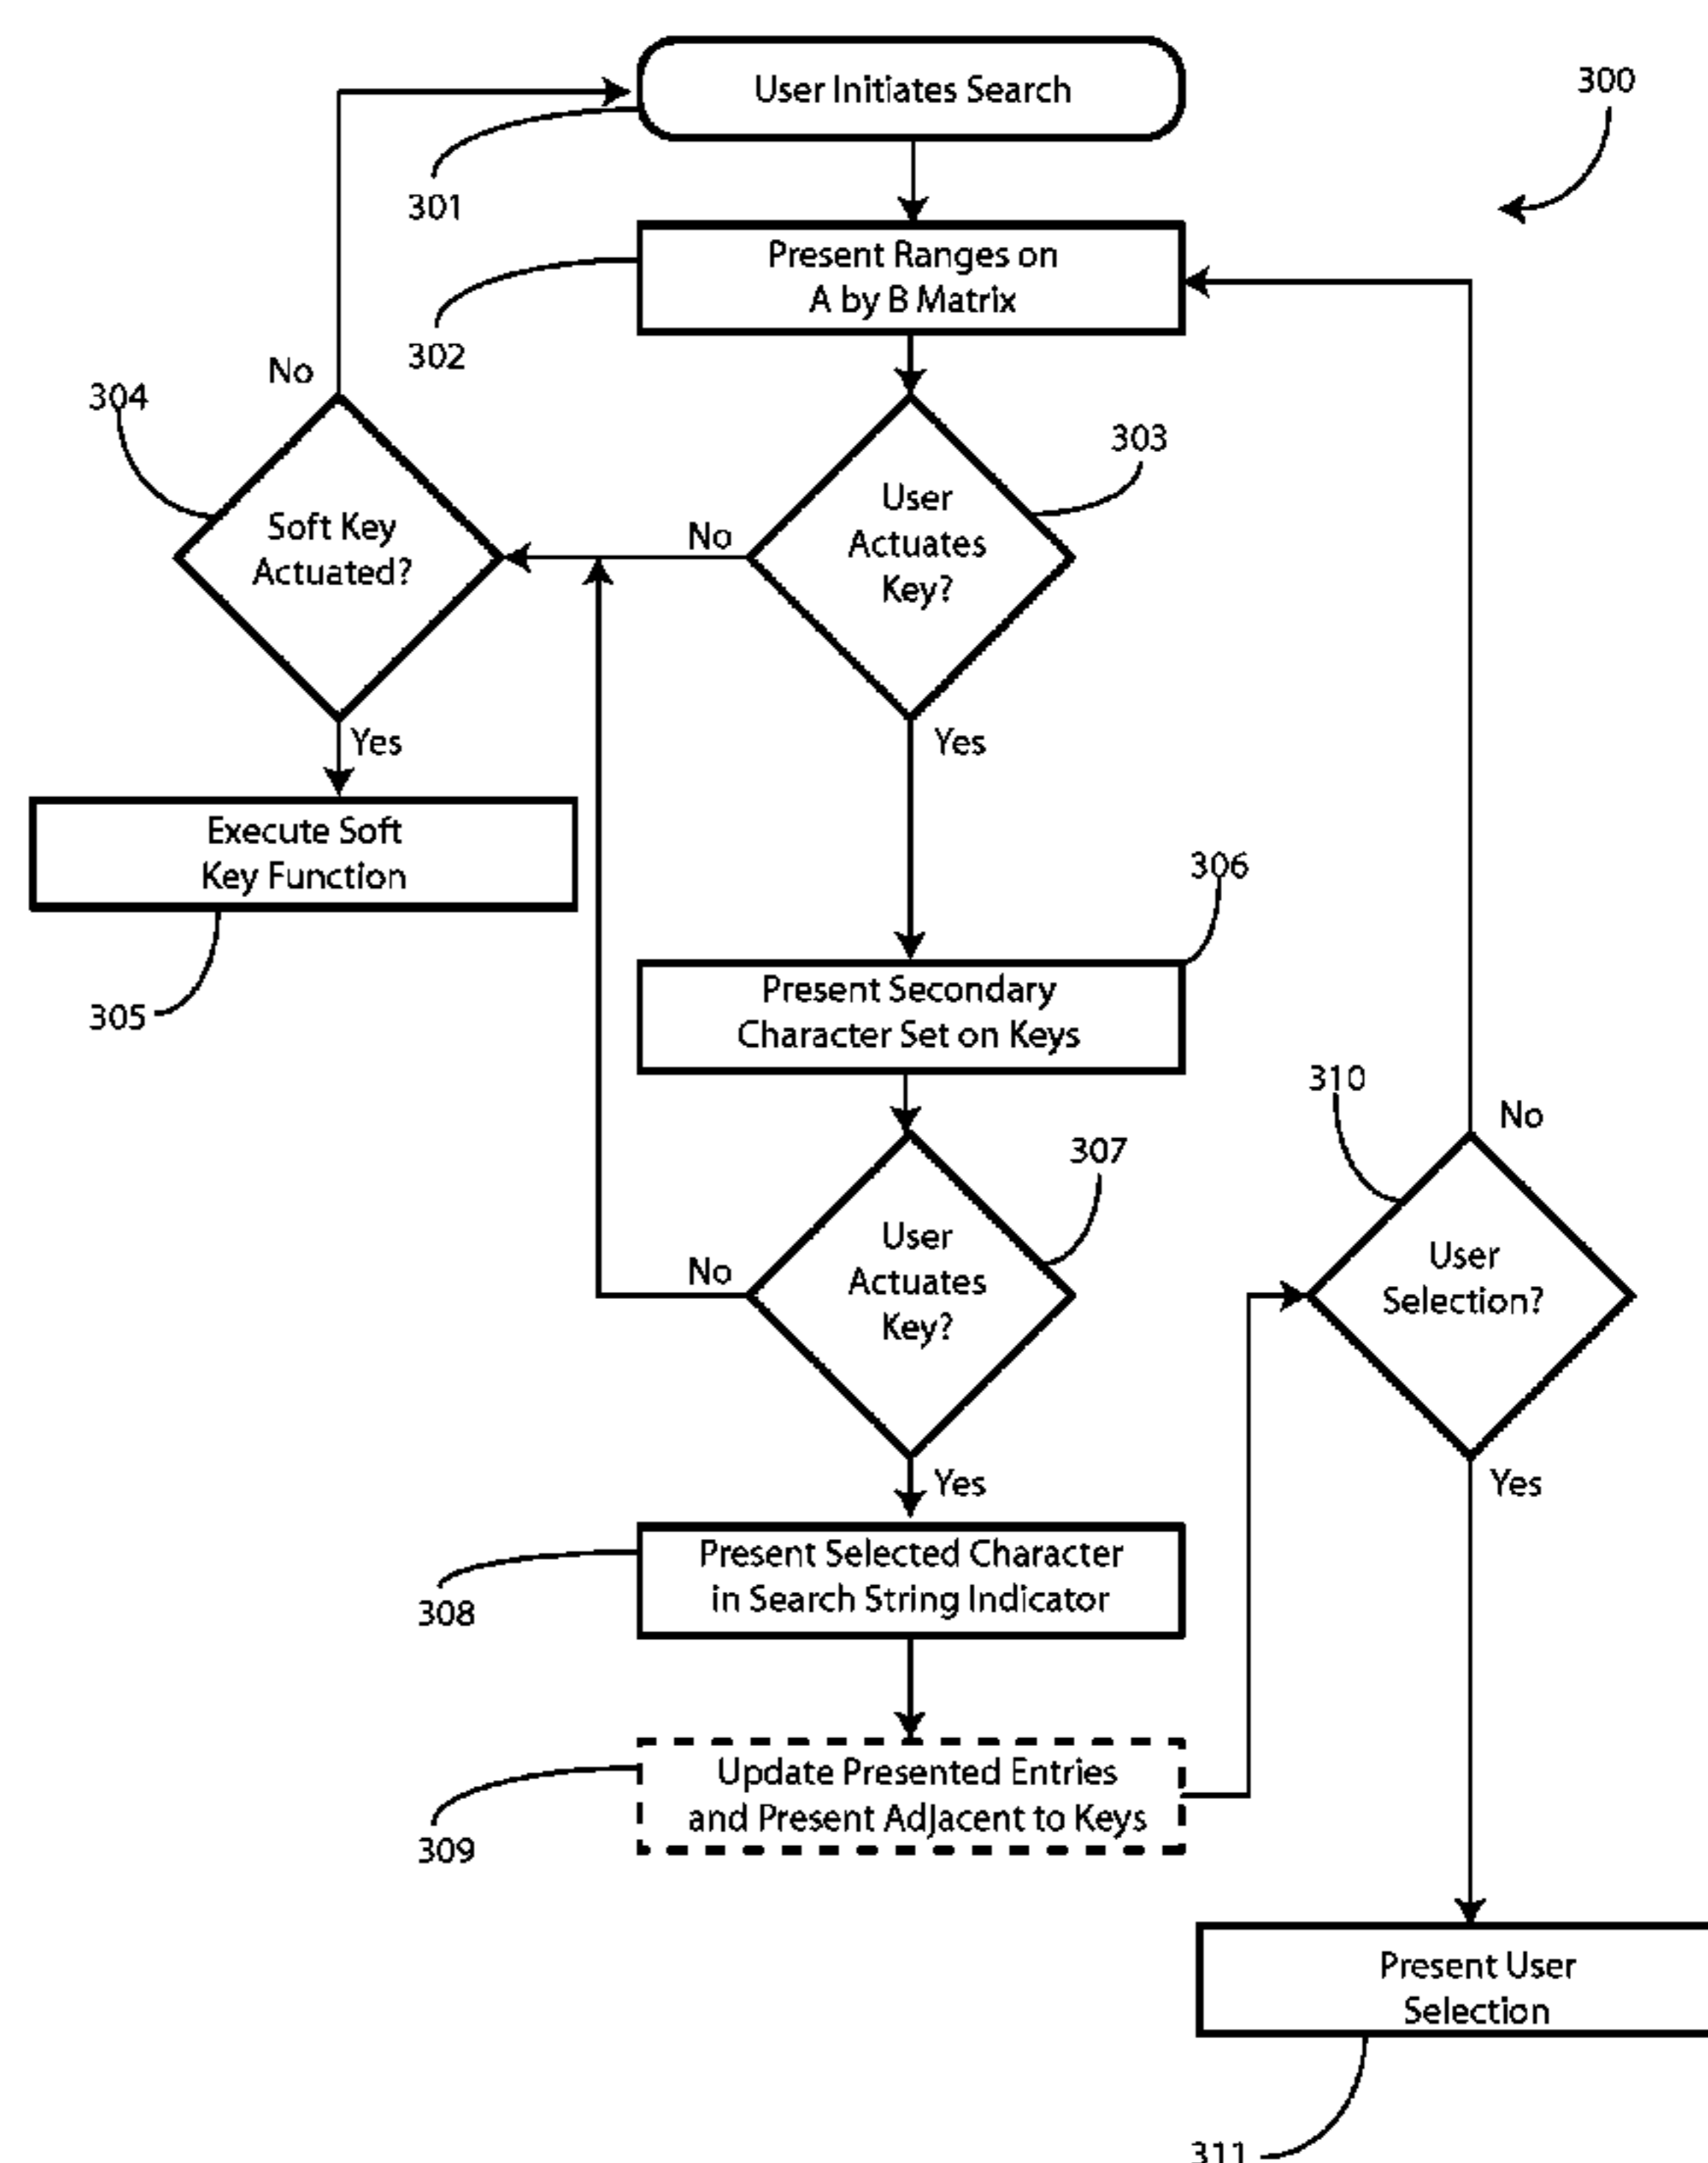 User Initiates Search
300
301
Present Ranges on
A by B Matrix
302
No
304
303
User
Actuates
Key?
No
Soft Key
Actuated?
Yes
Yes
Execute Soft
Key Function
306
305
Present Secondary
Character Set on Keys
310
No
307
User
Actuates
Key?
No
User
Selection?
Yes
Yes
Present Selected Character
in Search String Indicator
308
Update Presented Entries
and Present Adjacent to Keys
309
Present User
Selection
311